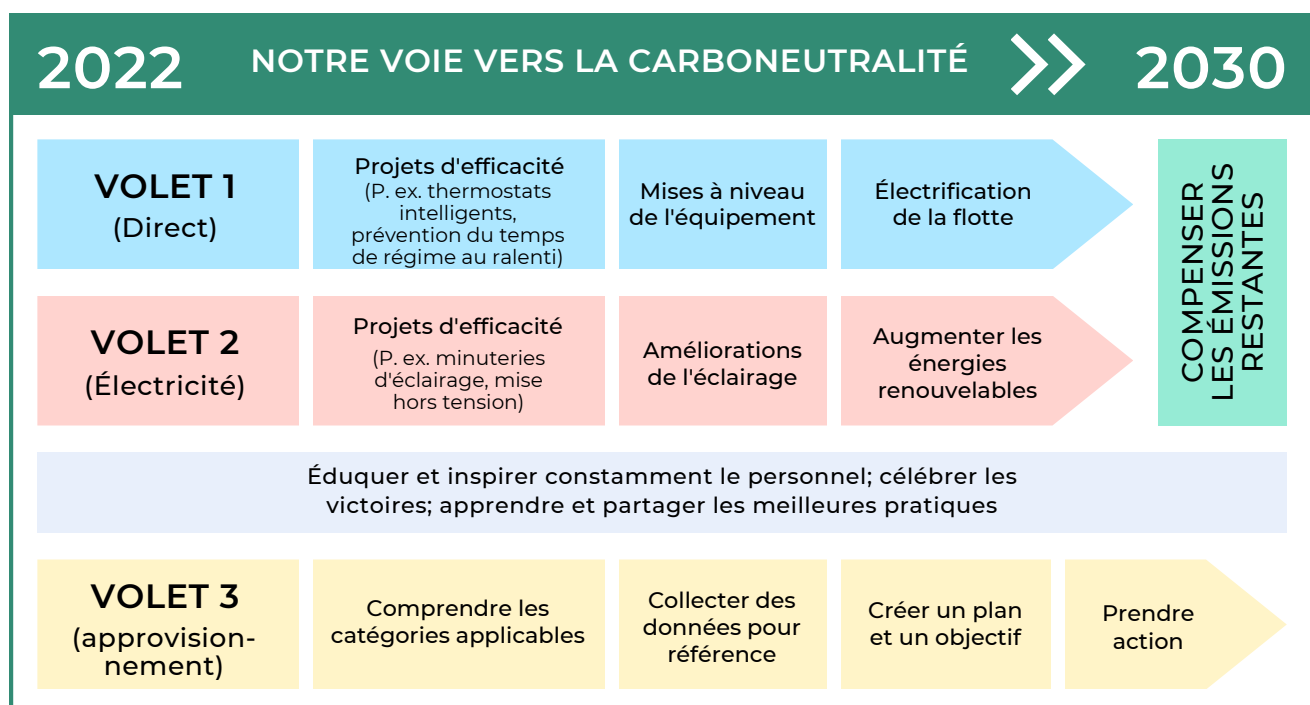 2022
NOTRE VOIE VERS LA CARBONEUTRALITÉ
2030
VOLET 1
(Direct)
Projets d'efficacité
(P. ex. thermostats
intelligents,
prévention du temps
de régime au ralenti)
Mises à niveau
de l'équipement
Électrification
de la flotte
VOLET 2
(Électricité)
Projets d'efficacité
(P. ex. minuteries
d'éclairage, mise
hors tension)
Améliorations
de l'éclairage
Augmenter les
énergies
renouvelables
COMPENSER
LES ÉMISSIONS
RESTANTES
Éduquer et inspirer constamment le personnel; célébrer les
victoires; apprendre et partager les meilleures pratiques
VOLET 3
(approvision-
nement)
Comprendre les
catégories applicables
Collecter des
données pour
référence
Créer un plan
et un objectif
Prendre
action